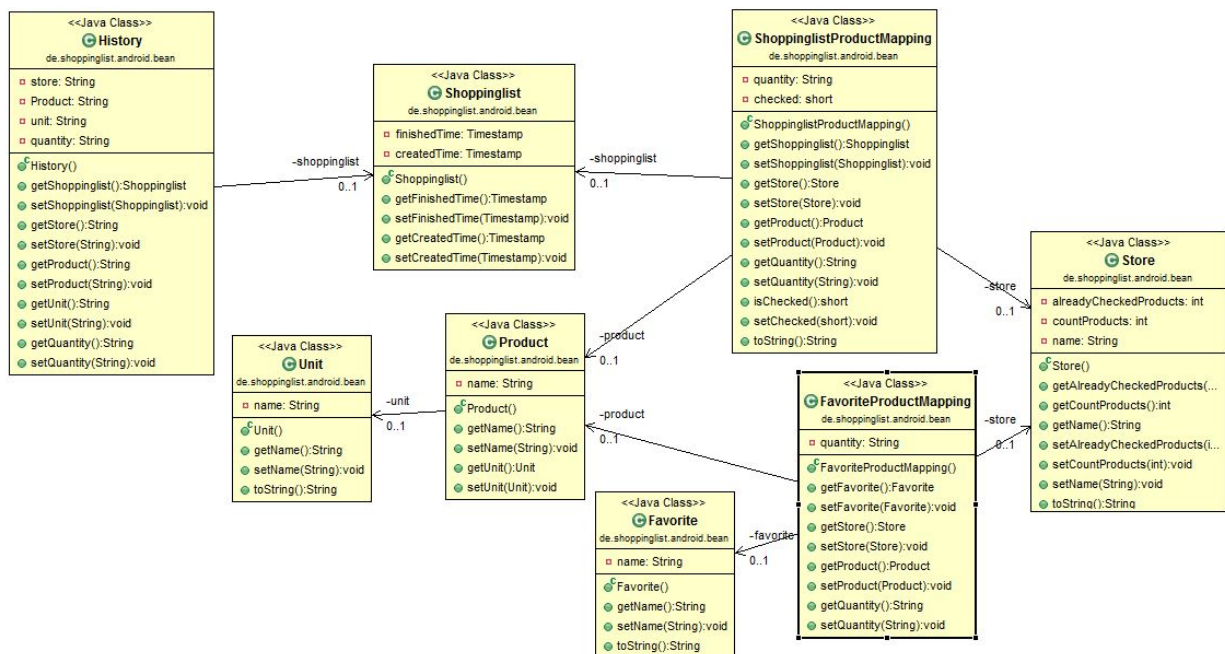 <<Java Class>>
History
de.shoppinglist.android.bean
store: String
Product: String
unit: String
quantity: String
History()
getShoppinglist():Shoppinglist
setShoppinglist(Shoppinglist):void
getStore():String
setStore(String):void
getProduct():String
setProduct(String):void
getUnit():String
setUnit(String):void
getQuantity():String
setQuantity(String):void
-shoppinglist
0..1
<<Java Class>>
Shoppinglist
de.shoppinglist.android.bean
finishedTime: Timestamp
createdTime: Timestamp
Shoppinglist()
getFinishedTime():Timestamp
setFinishedTime(Timestamp):void
getCreatedTime():Timestamp
setCreatedTime(Timestamp):void
-shoppinglist
0..1
<<Java Class>>
ShoppinglistProductMapping
de.shoppinglist.android.bean
quantity: String
checked: short
ShoppinglistProductMapping()
getShoppinglist():Shoppinglist
setShoppinglist(Shoppinglist):void
getStore():Store
setStore(Store):void
getProduct():Product
setProduct(Product):void
getQuantity():String
setQuantity(String):void
isChecked():short
setChecked(short):void
toString():String
-store
0..1
<<Java Class>>
Store
de.shoppinglist.android.bean
alreadyCheckedProducts: int
countProducts: int
name: String
Store()
getAlreadyCheckedProducts(...
getCountProducts():int
getName():String
setAlreadyCheckedProducts(i...
setCountProducts(int):void
setName(String):void
toString():String
<<Java Class>>
Unit
de.shoppinglist.android.bean
name: String
Unit()
getName():String
setName(String):void
toString():String
-unit
0..1
<<Java Class>>
Product
de.shoppinglist.android.bean
name: String
Product()
getName():String
setName(String):void
getUnit():Unit
setUnit(Unit):void
-product
0..1
-product
0..1
<<Java Class>>
FavoriteProductMapping
de.shoppinglist.android.bean
quantity: String
FavoriteProductMapping()
getFavorite():Favorite
setFavorite(Favorite):void
getStore():Store
setStore(Store):void
getProduct():Product
setProduct(Product):void
getQuantity():String
setQuantity(String):void
-store
0..1
<<Java Class>>
Favorite
de.shoppinglist.android.bean
name: String
Favorite()
getName():String
setName(String):void
toString():String
-favorite
0..1